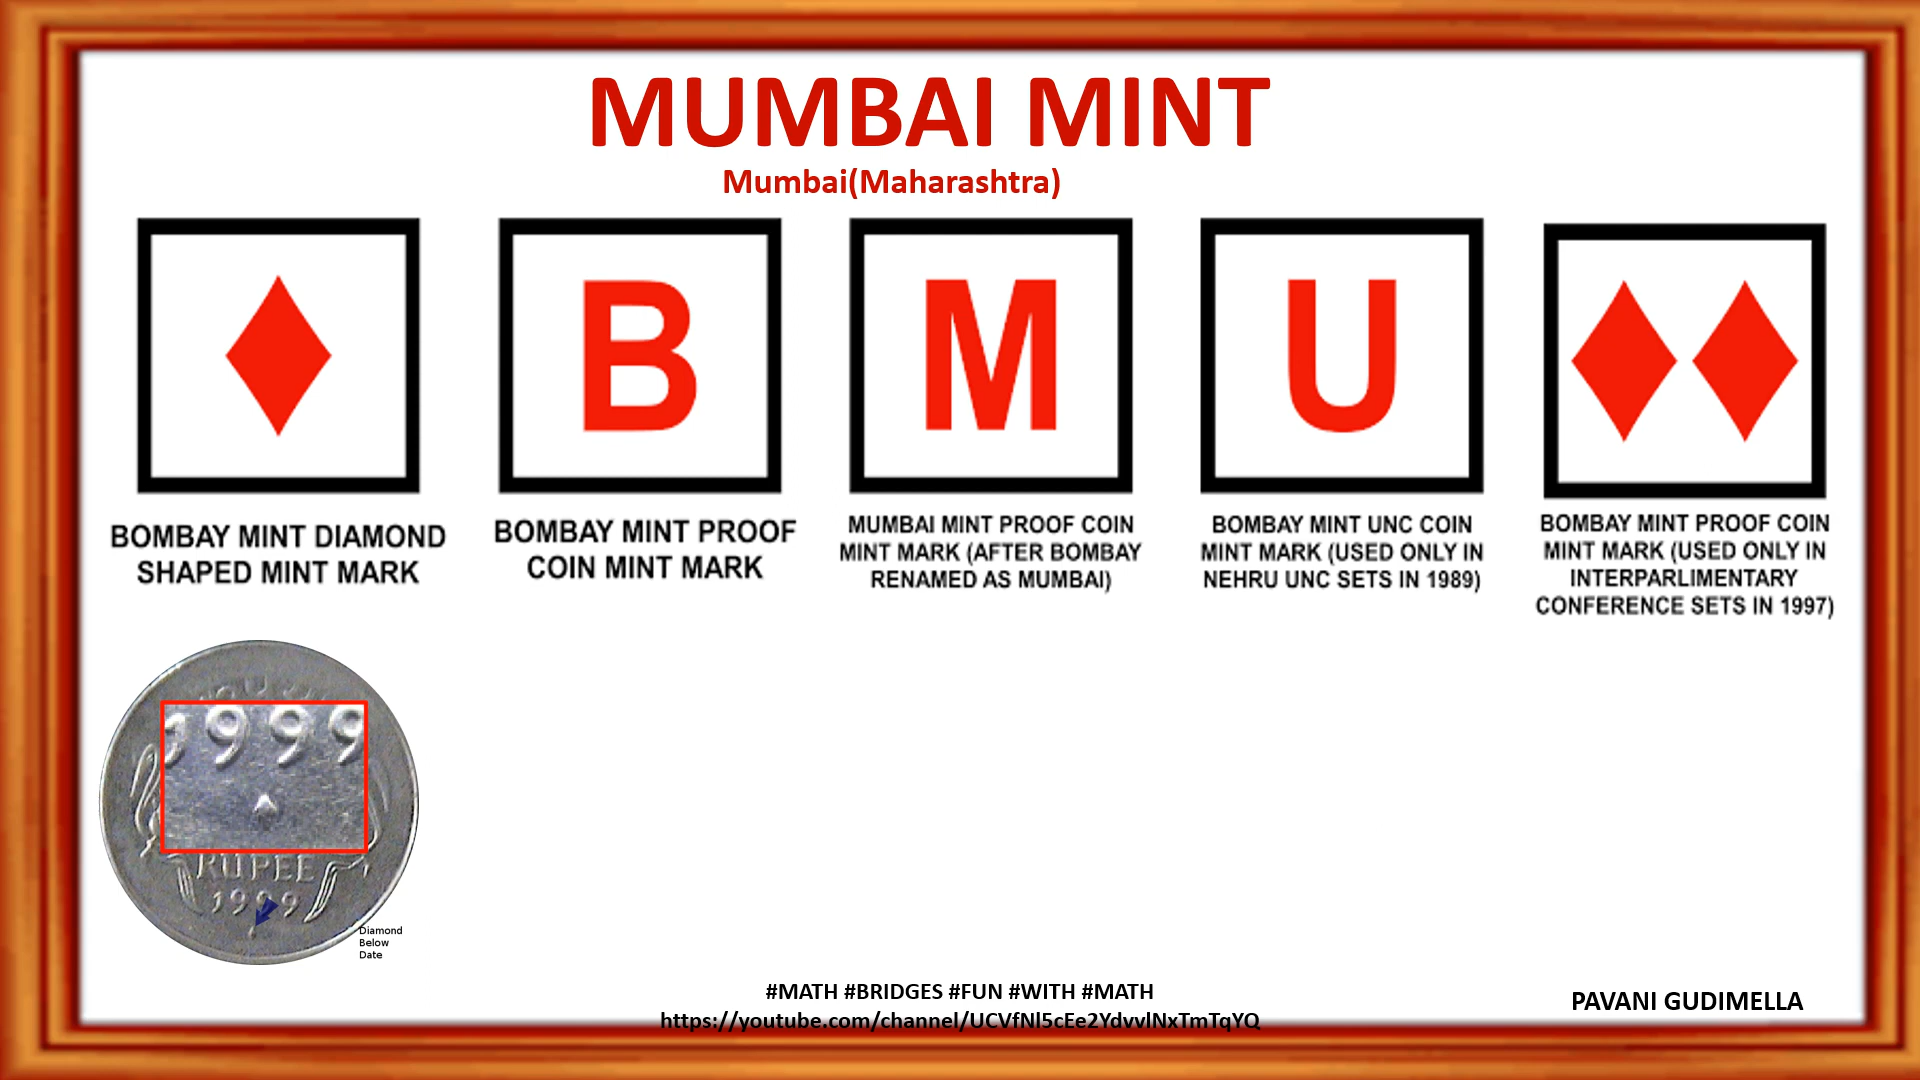 MUMBAI MINT
Mumbai(Maharashtra)
B
M
U
BOMBAY MINT DIAMOND
SHAPED MINT MARK
BOMBAY MINT PROOF
COIN MINT MARK
MUMBAI MINT PROOF COIN
MINT MARK (AFTER BOMBAY
RENAMED AS MUMBAI)
BOMBAY MINT UNC COIN
MINT MARK (USED ONLY IN
NEHRU UNC SETS IN 1989)
BOMBAY MINT PROOF COIN
MINT MARK (USED ONLY IN
INTERPARLIMENTARY
CONFERENCE SETS IN 1997)
1999
RUPEE
1999
Diamond
Below
Date
#MATH #BRIDGES #FUN #WITH #MATH
https://youtube.com/channel/UCVfNl5cEe2YdvvlNxTmTqYQ
PAVANI GUDIMELLA